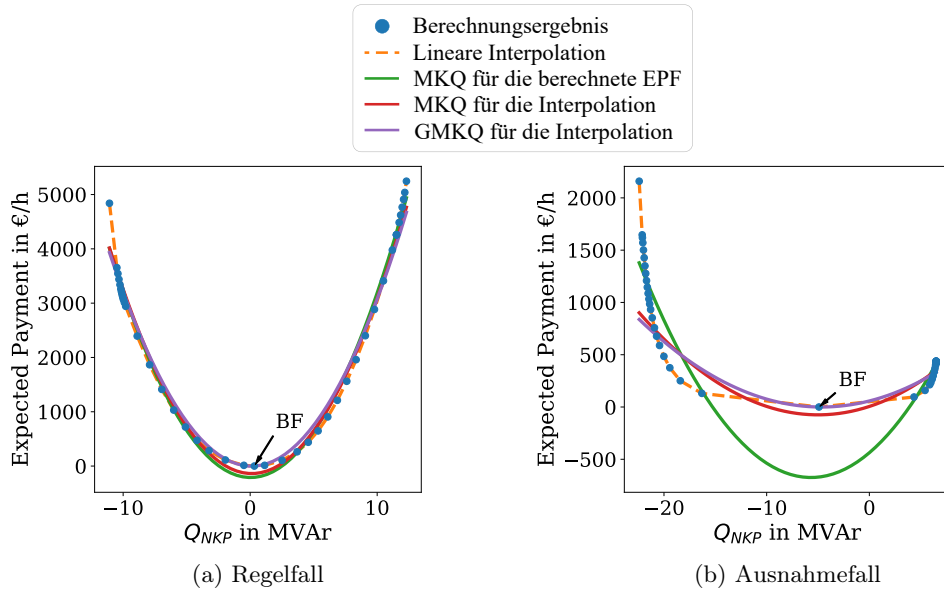 Berechnungsergebnis
Lineare Interpolation
MKQ für die berechnete EPF
MKQ für die Interpolation
GMKQ für die Interpolation
Expected Payment in €/h
5000
4000
3000
2000
1000
0
BF
−10
0
10
Q_NKP in MVAr
(a) Regelfall
Expected Payment in €/h
2000
1500
1000
500
0
−500
BF
−20
−10
0
Q_NKP in MVAr
(b) Ausnahmefall